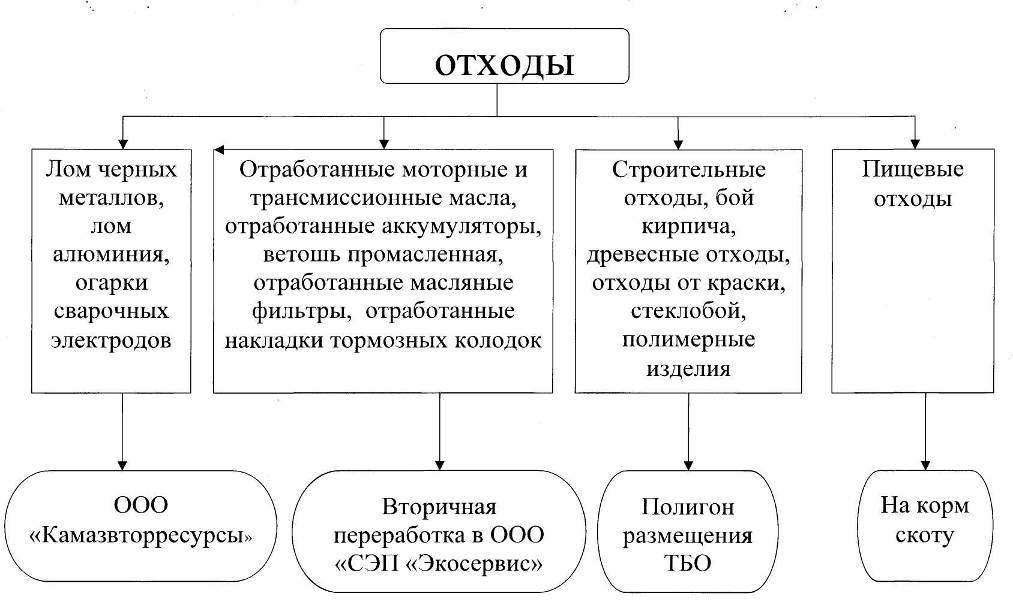 ОТХОДЫ
Лом черных
металлов,
лом
алюминия,
огарки
сварочных
электродов
Отработанные моторные и
трансмиссионные масла,
отработанные аккумуляторы,
ветошь промасленная,
отработанные масляные
фильтры, отработанные
накладки тормозных колодок
Строительные
отходы, бой
кирпича,
древесные отходы,
отходы от краски,
стеклобой,
полимерные
изделия
Пищевые
отходы
ООО
«Камазвторресурсы»
Вторичная
переработка в ООО
«СЭП «Экосервис»
Полигон
размещения
ТБО
На корм
скоту